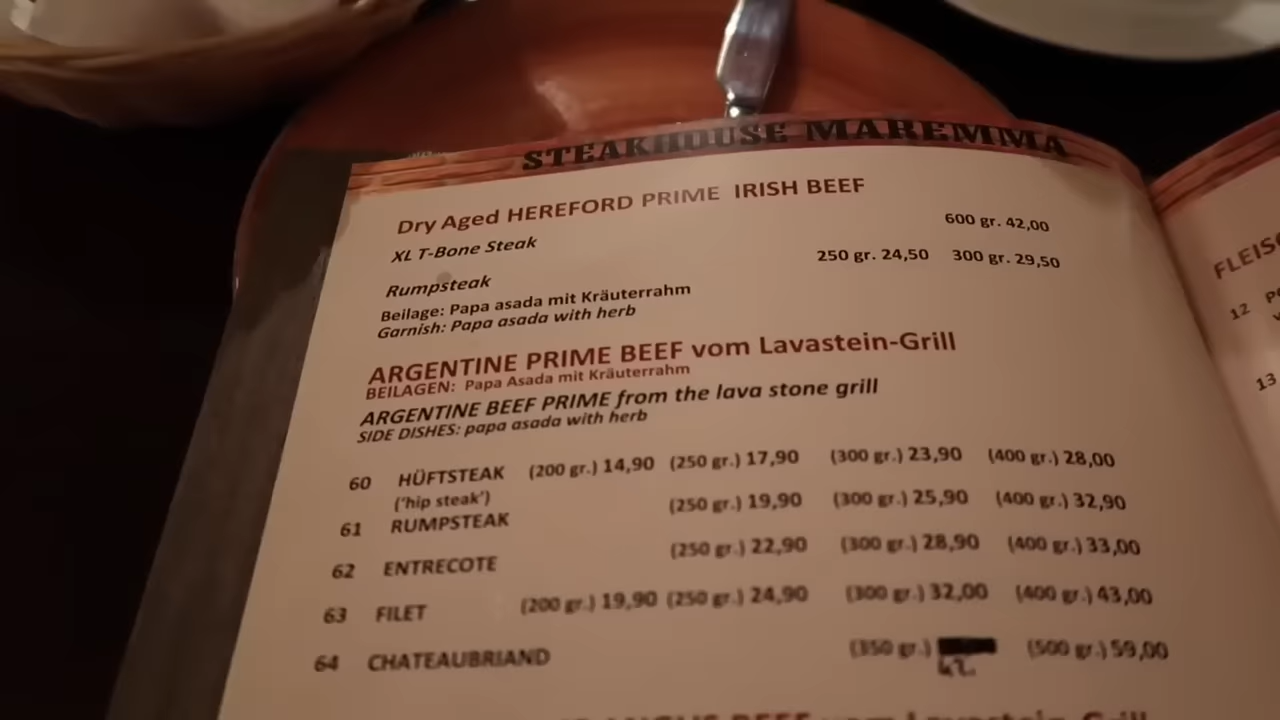 STEAKHOUSE MAREMMA
Dry Aged HEREFORD PRIME IRISH BEEF
XL T-Bone Steak 600 gr. 42,00
Rumpsteak 250 gr. 24,50 300 gr. 29,50
Beilage: Papa asada mit Kräuterrahm
Garnish: Papa asada with herb
ARGENTINE PRIME BEEF vom Lavastein-Grill
BEILAGEN: Papa Asada mit Kräuterrahm
ARGENTINE BEEF PRIME from the lava stone grill
SIDE DISHES: papa asada with herb
60 HÜFTSTEAK (200 gr.) 14,90 (250 gr.) 17,90 (300 gr.) 23,90 (400 gr.) 28,00
('hip steak')
61 RUMPSTEAK (250 gr.) 19,90 (300 gr.) 25,90 (400 gr.) 32,90
62 ENTRECOTE (250 gr.) 22,90 (300 gr.) 28,90 (400 gr.) 33,00
63 FILET (200 gr.) 19,90 (250 gr.) 24,90 (300 gr.) 32,00 (400 gr.) 43,00
64 CHATEAUBRIAND (350 gr.) (500 gr.) 59,00
42.
BEEF vom Lavastein-Grill
12
13